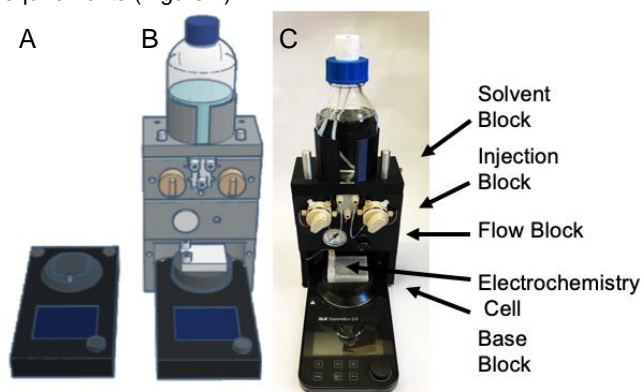 A B C
Solvent
Block
Injection
Block
Flow Block
Electrochemistry
Cell
Base
Block